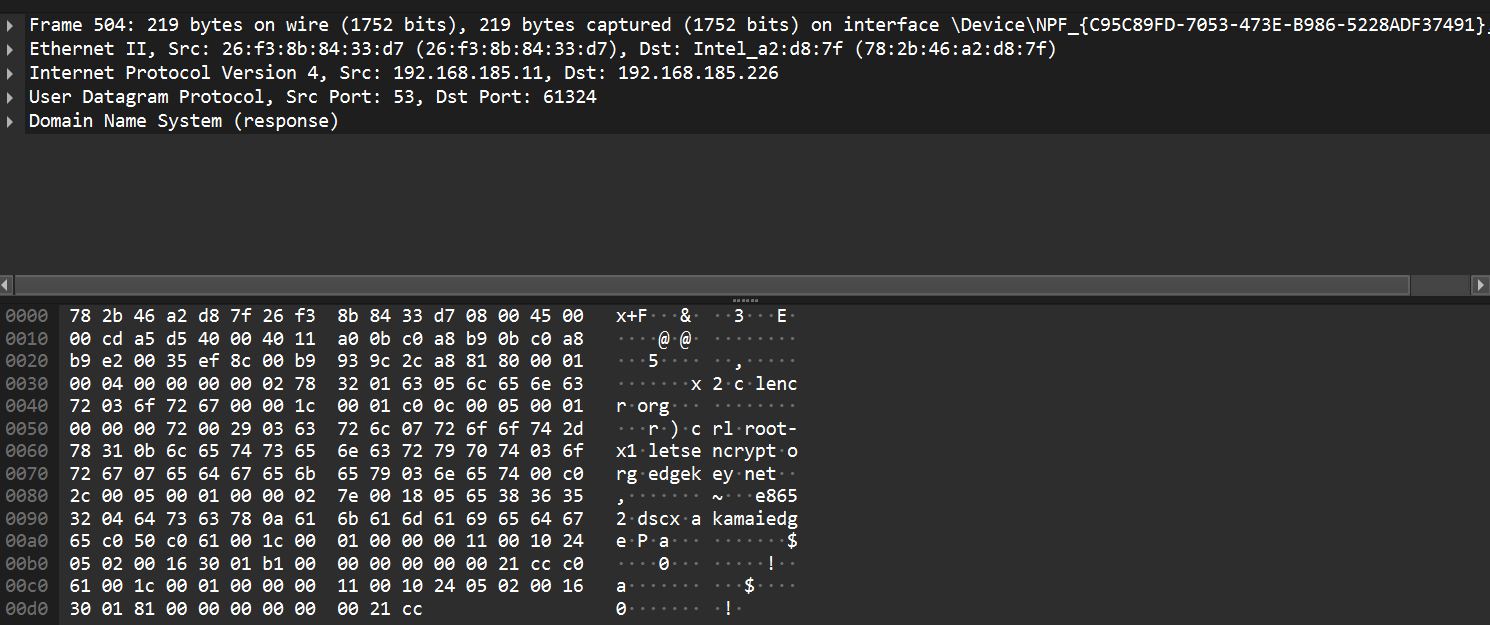 Frame 504: 219 bytes on wire (1752 bits), 219 bytes captured (1752 bits) on interface \Device\NPF_{C95C89FD-7053-473E-B986-5228ADF37491}
Ethernet II, Src: 26:f3:8b:84:33:d7 (26:f3:8b:84:33:d7), Dst: Intel_a2:d8:7f (78:2b:46:a2:d8:7f)
Internet Protocol Version 4, Src: 192.168.185.11, Dst: 192.168.185.226
User Datagram Protocol, Src Port: 53, Dst Port: 61324
Domain Name System (response)
0000 78 2b 46 a2 d8 7f 26 f3 8b 84 33 d7 08 00 45 00 x+F···&· ··3···E·
0010 00 cd a5 d5 40 00 40 11 a0 0b c0 a8 b9 0b c0 a8 ····@·@· ········
0020 b9 e2 00 35 ef 8c 00 b9 93 9c 2c a8 81 80 00 01 ···5···· ··,·····
0030 00 04 00 00 00 00 02 78 32 01 63 05 6c 65 6e 63 ·······x 2·c·lenc
0040 72 03 6f 72 67 00 00 1c 00 01 c0 0c 00 05 00 01 r·org··· ········
0050 00 00 00 72 00 29 03 63 72 6c 07 72 6f 6f 74 2d ···r·)·c rl·root-
0060 78 31 0b 6c 65 74 73 65 6e 63 72 79 70 74 03 6f x1·letse ncrypt·o
0070 72 67 07 65 64 67 65 6b 65 79 03 6e 65 74 00 c0 rg·edgek ey·net··
0080 2c 00 05 00 01 00 00 02 7e 00 18 05 65 38 36 35 ,······· ~···e865
0090 32 04 64 73 63 78 0a 61 6b 61 6d 61 69 65 64 67 2·dscx·a kamaiedg
00a0 65 c0 50 c0 61 00 1c 00 01 00 00 00 11 00 10 24 e·P·a··· ·······$
00b0 05 02 00 16 30 01 b1 00 00 00 00 00 00 21 cc c0 ····0··· ·····!··
00c0 61 00 1c 00 01 00 00 00 11 00 10 24 05 02 00 16 a······· ···$····
00d0 30 01 81 00 00 00 00 00 00 21 cc 0······· ·!·